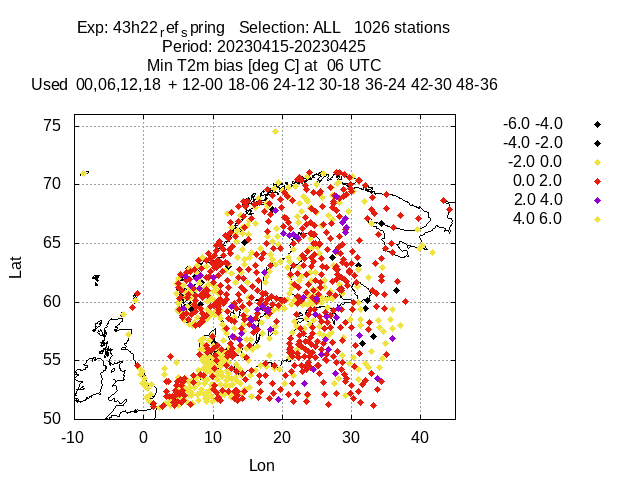 Exp: 43h22refspring Selection: ALL 1026 stations
Period: 20230415-20230425
Min T2m bias [deg C] at 06 UTC
Used 00,06,12,18 + 12-00 18-06 24-12 30-18 36-24 42-30 48-36
-6.0 -4.0
-4.0 -2.0
-2.0 0.0
0.0 2.0
2.0 4.0
4.0 6.0
75
70
65
60
55
50
Lat
-10 0 10 20 30 40
Lon